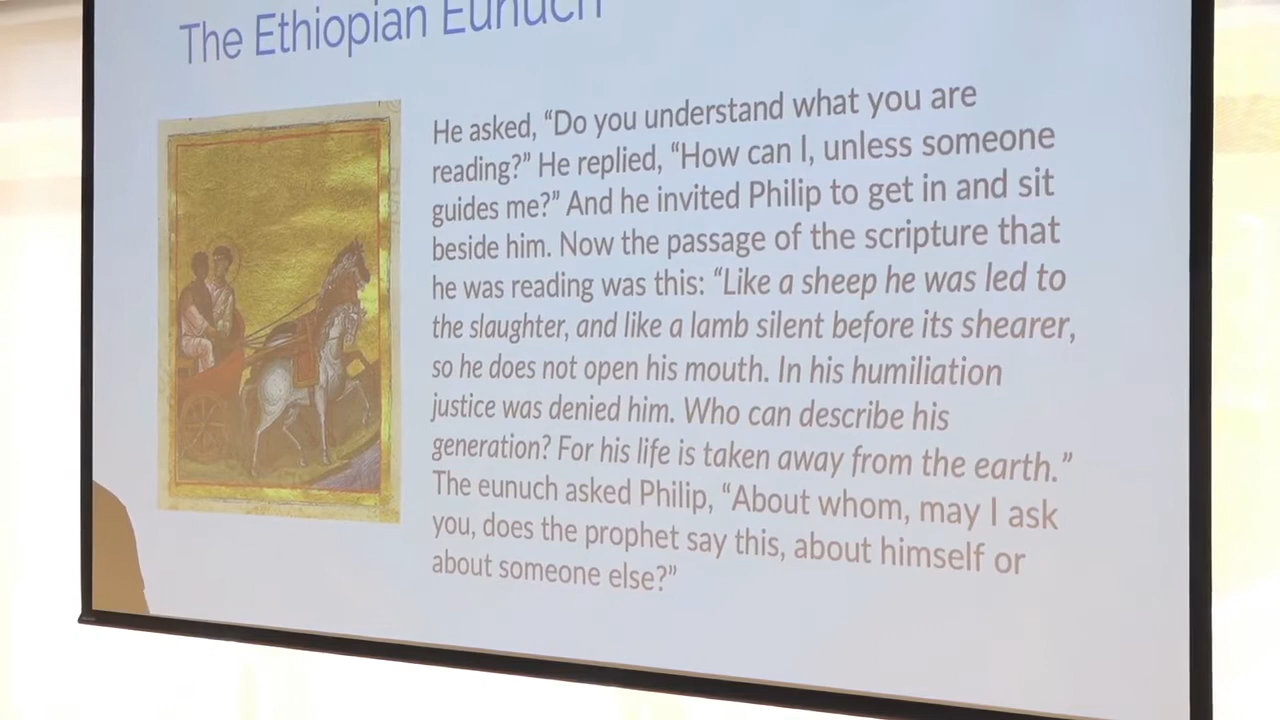 The Ethiopian Eunuch
He asked, “Do you understand what you are
reading?” He replied, “How can I, unless someone
guides me?” And he invited Philip to get in and sit
beside him. Now the passage of the scripture that
he was reading was this: “Like a sheep he was led to
the slaughter, and like a lamb silent before its shearer,
so he does not open his mouth. In his humiliation
justice was denied him. Who can describe his
generation? For his life is taken away from the earth.”
The eunuch asked Philip, “About whom, may I ask
you, does the prophet say this, about himself or
about someone else?”